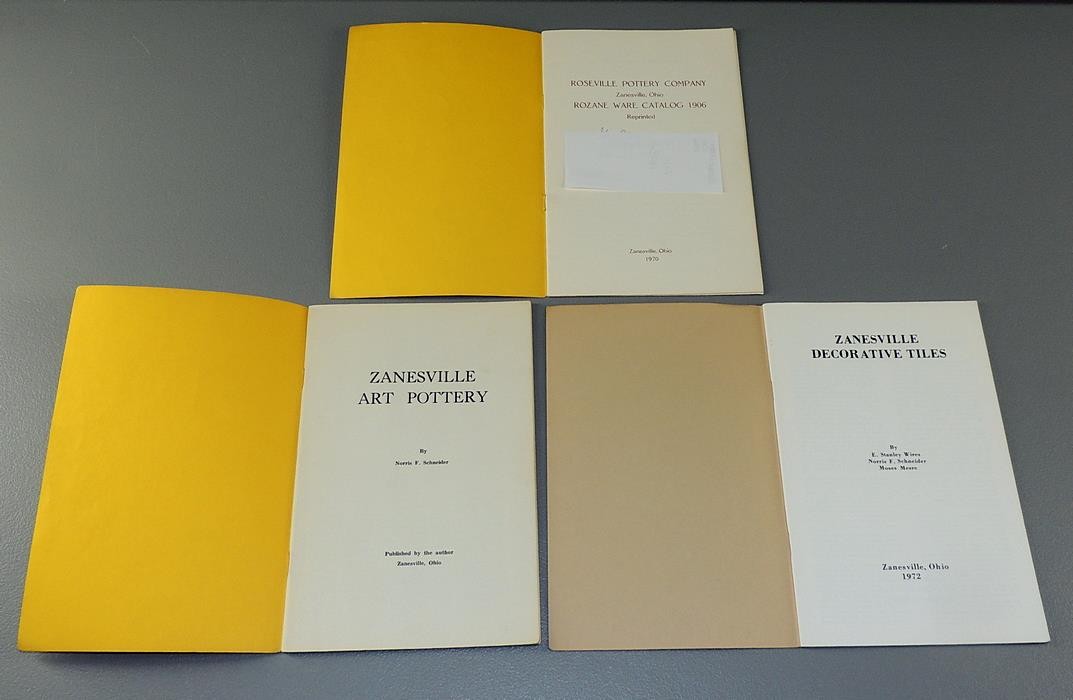 ROSEVILLE POTTERY COMPANY
Zanesville, Ohio
ROZANE WARE CATALOG 1906
Reprinted
Zanesville, Ohio
1970
ZANESVILLE
ART POTTERY
By
Norris F. Schneider
Published by the author
Zanesville, Ohio
ZANESVILLE
DECORATIVE TILES
By
E. Stanley Wires
Norris F. Schneider
Moses Mesre
Zanesville, Ohio
1972